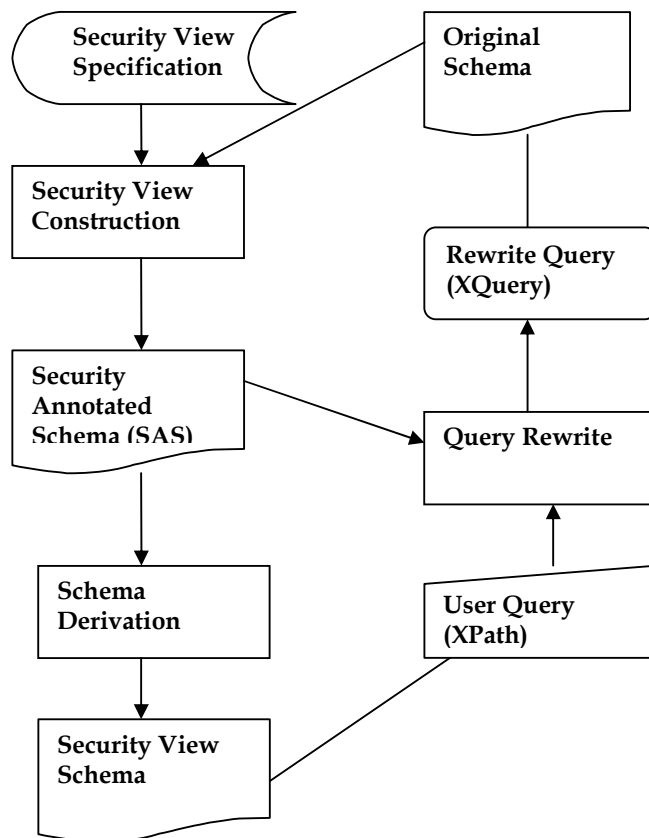 Security View
Specification
Original
Schema
Security View
Construction
Rewrite Query
(XQuery)
Security
Annotated
Schema (SAS)
Query Rewrite
Schema
Derivation
User Query
(XPath)
Security View
Schema